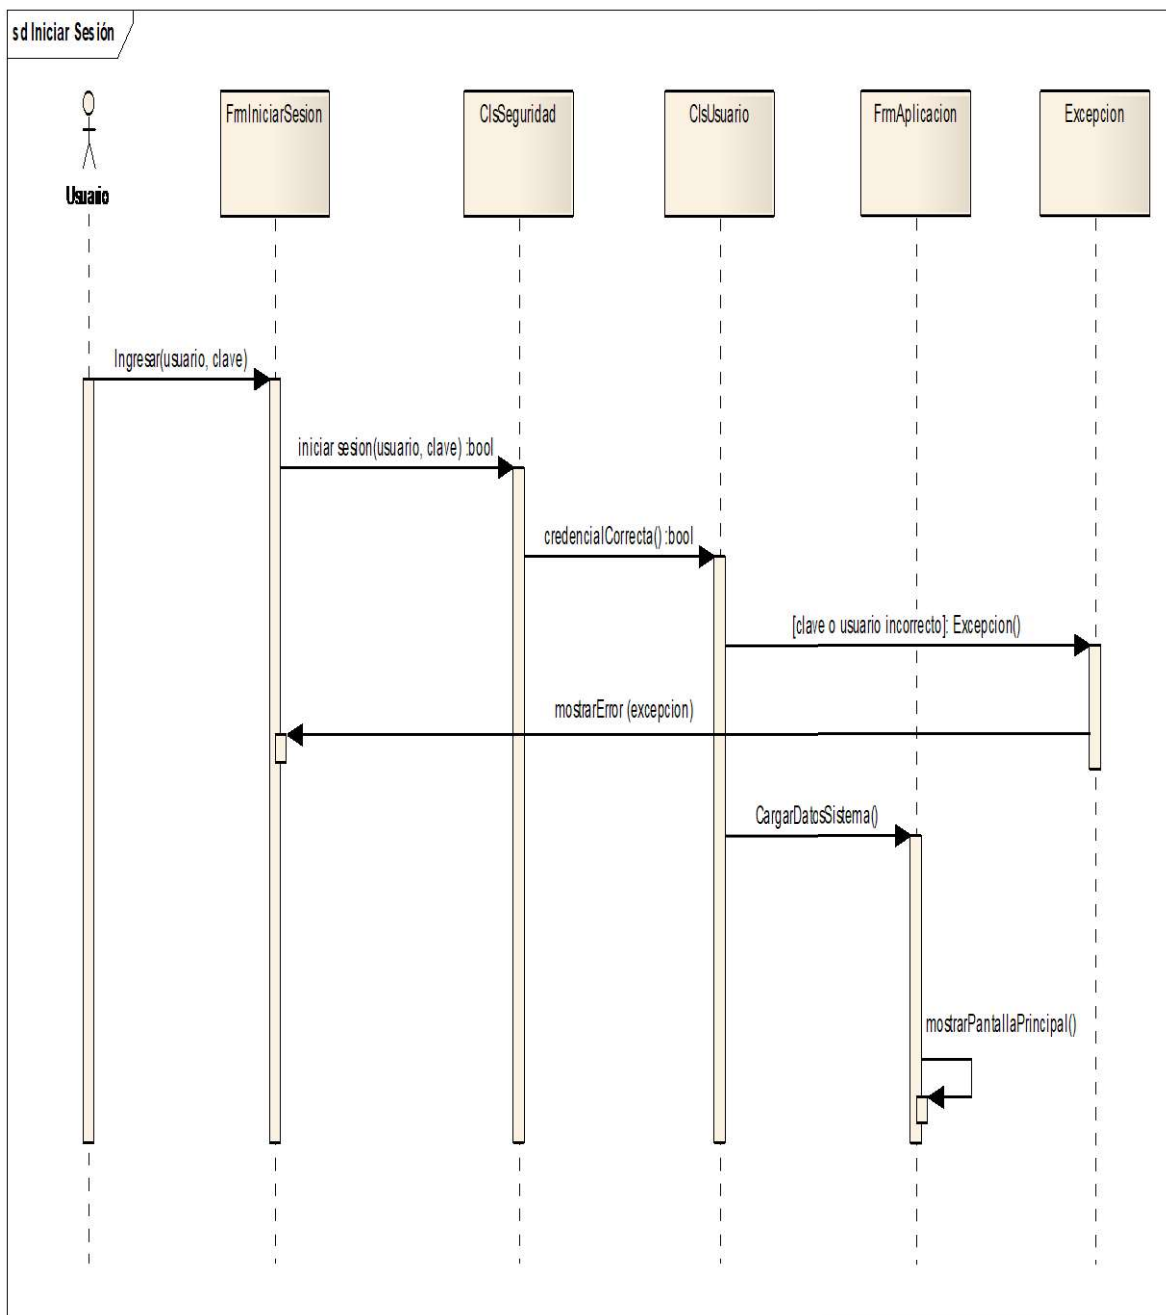 sd Iniciar Sesión
Usuario
FrmIniciarSesion
ClsSeguridad
ClsUsuario
FrmAplicacion
Excepcion
Ingresar(usuario, clave)
iniciar sesion(usuario, clave) :bool
credencialCorrecta() :bool
[clave o usuario incorrecto]: Excepcion()
mostrarError (excepcion)
CargarDatosSistema()
mostrarPantallaPrincipal()